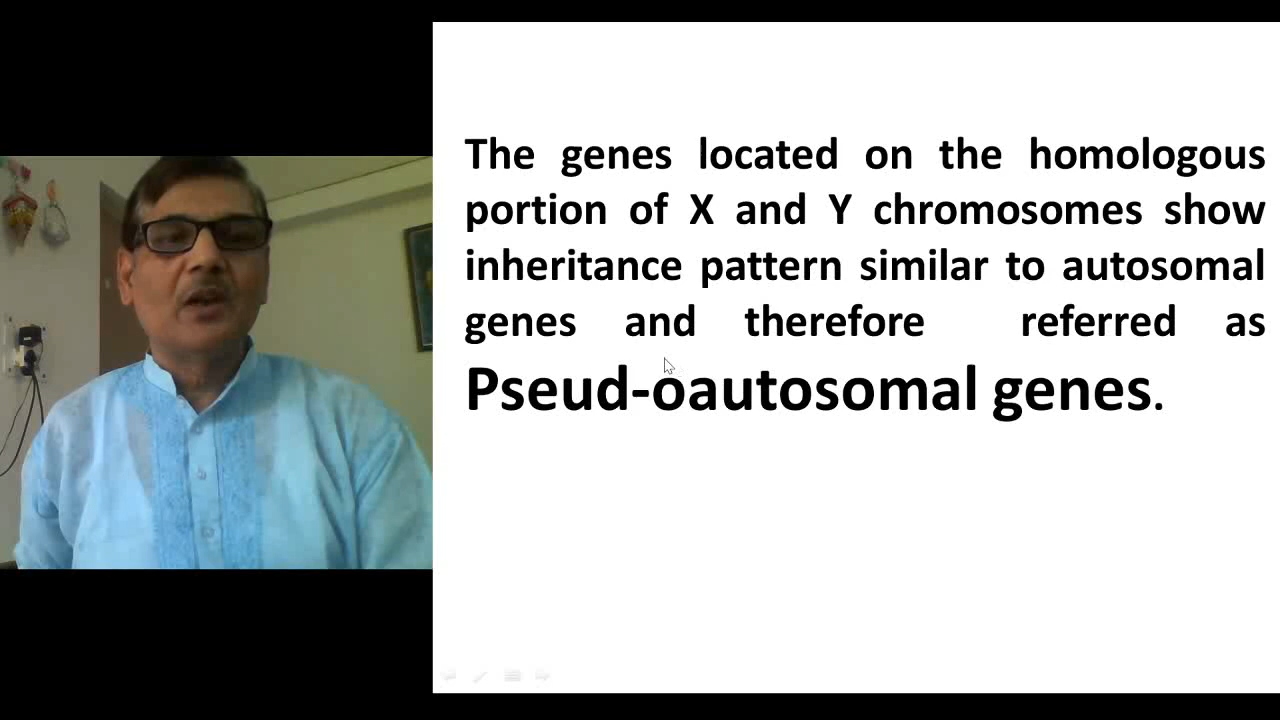 The genes located on the homologous
portion of X and Y chromosomes show
inheritance pattern similar to autosomal
genes and therefore referred as
Pseud-oautosomal genes.